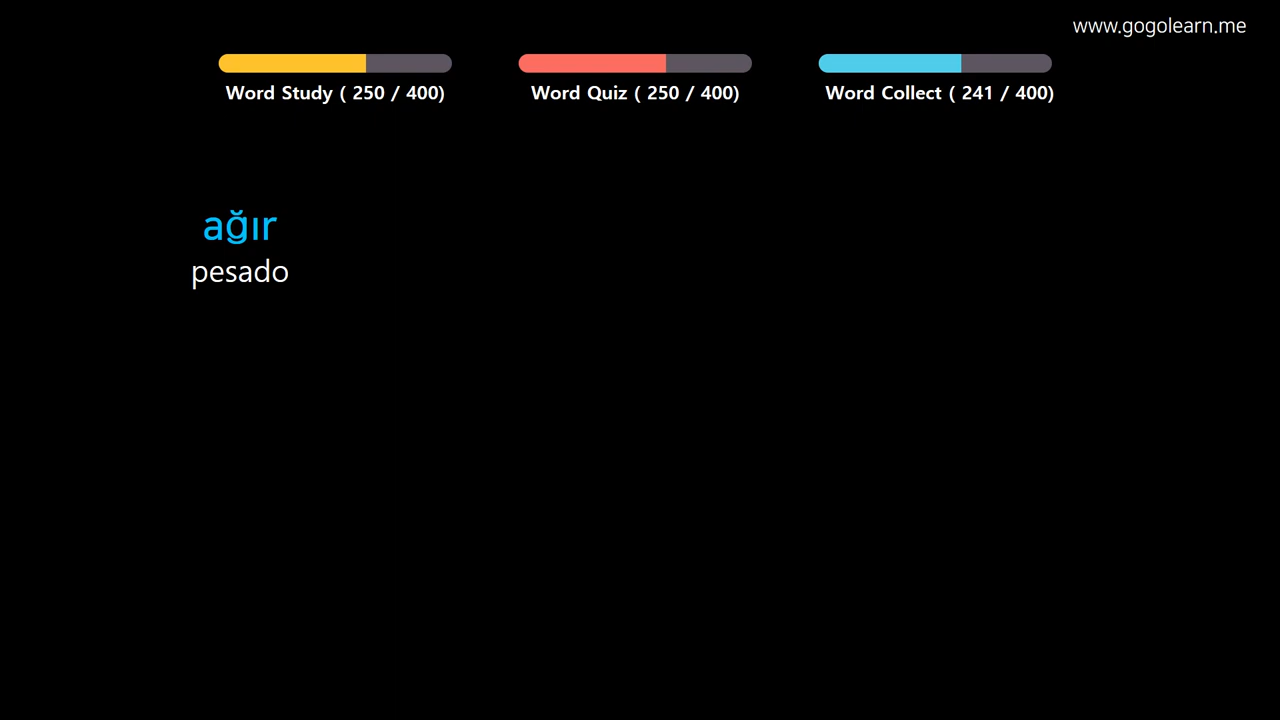 www.gogolearn.me
Word Study ( 250 / 400)
Word Quiz ( 250 / 400)
Word Collect ( 241 / 400)
ağır
pesado